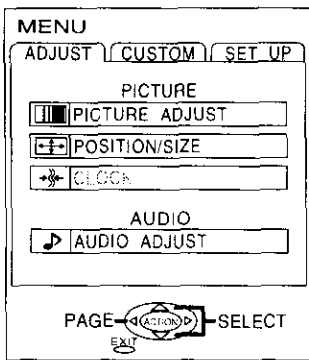 MENU
ADJUST CUSTOM SET UP
PICTURE
PICTURE ADJUST
POSITION/SIZE
CLOCK
AUDIO
AUDIO ADJUST
PAGE ACTION SELECT
EXIT